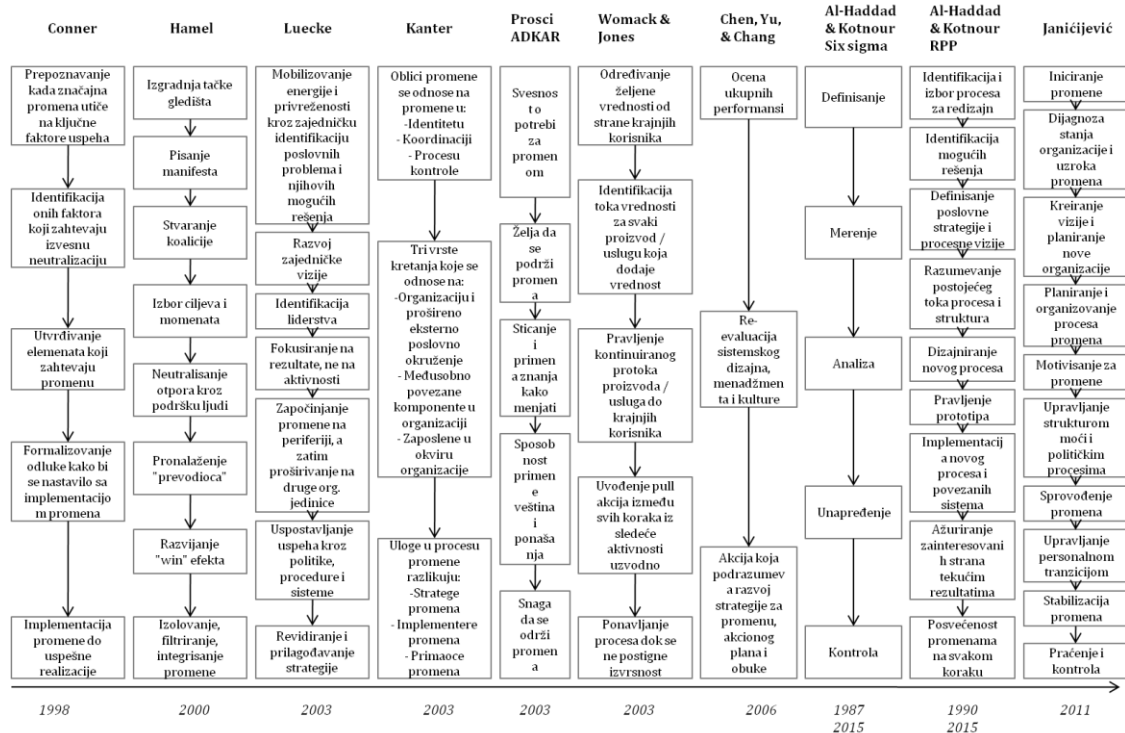 Conner
Prepoznavanje
kada značajna
promena utiče
na ključne
faktore uspeha
Identifikacija
onih faktora
koji zahtevaju
izvesnu
neutralizaciju
Utvrđivanje
elemenata koji
zahtevaju
promenu
Formalizovanje
odluke kako bi
se nastavilo sa
implementacijo
m promena
Implementacija
promene do
uspešne
realizacije
1998
Hamel
Izgradnja tačke
gledišta
Pisanje
manifesta
Stvaranje
koalicije
Izbor ciljeva i
momenata
Neutralisanje
otpora kroz
podršku ljudi
Pronalaženje
"prevodioca"
Razvijanje
"win" efekta
Izolovanje,
filtriranje,
integrisanje
promene
2000
Luecke
Mobilizovanje
energije i
privreženosti
kroz zajedničku
identifikaciju
poslovnih
problema i
njihovih
mogućih
rešenja
Razvoj
zajedničke
vizije
Identifikacija
liderstva
Fokusiranje na
rezultate, ne na
aktivnosti
Započinjanje
promene na
periferiji, a
zatim
proširivanje na
druge org.
jedinice
Uspostavljanje
uspeha kroz
politike,
procedure i
sisteme
Revidiranje i
prilagođavanje
strategije
2003
Kanter
Oblici promene
se odnose na
promene u:
-Identitetu
- Koordinaciji
- Procesu
kontrole
Tri vrste
kretanja koje se
odnose na:
-Organizaciju i
prošireno
eksterno
poslovno
okruženje
- Međusobno
povezane
komponente u
organizaciji
- Zaposlene u
okviru
organizacije
Uloge u procesu
promene
razlikuju:
-Stratege
promena
- Implementere
promena
- Primaoce
promena
2003
Prosci
ADKAR
Svesnos
t o
potrebi
za
promen
om
Želja da
se
podrži
promen
a
Sticanje
i
primen
a znanja
kako
menjati
Sposob
nost
primen
e
veština i
ponaša
nja
Snaga
da se
održi
promen
a
2003
Womack &
Jones
Određivanje
željene
vrednosti od
strane krajnjih
korisnika
Identifikacija
toka vrednosti
za svaki
proizvod /
uslugu koja
dodaje
vrednost
Pravljenje
kontinuiranog
protoka
proizvoda /
usluga do
krajnjih
korisnika
Uvođenje pull
akcija između
svih koraka iz
sledeće
aktivnosti
uzvodno
Ponavljanje
procesa dok se
ne postigne
izvrsnost
2003
Chen, Yu,
& Chang
Ocena
ukupnih
performansi
Re-
evaluacija
sistemskog
dizajna,
menadžmen
ta i kulture
Akcija koja
podrazumev
a razvoj
strategije za
promenu,
akcionog
plana i
obuke
2006
Al-Haddad
& Kotnour
Six sigma
Definisanje
Merenje
Analiza
Unapređenje
Kontrola
1987
2015
Al-Haddad
& Kotnour
RPP
Identifikacija i
izbor procesa
za redizajn
Identifikacija
mogućih
rešenja
Definisanje
poslovne
strategije i
procesne vizije
Razumevanje
postojećeg
toka procesa i
struktura
Dizajniranje
novog procesa
Pravljenje
prototipa
Implementacij
a novog
procesa i
povezanih
sistema
Ažuriranje
zainteresovani
h strana
tekućim
rezultatima
Posvećenost
promenama
na svakom
koraku
1990
2015
Janićijević
Iniciranje
promene
Dijagnoza
stanja
organizacije i
uzroka
promena
Kreiranje
vizije i
planiranje
nove
organizacije
Planiranje i
organizovanje
procesa
promena
Motivisanje za
promene
Upravljanje
strukturom
moći i
političkim
procesima
Sprovođenje
promena
Upravljanje
personalnom
tranzicijom
Stabilizacija
promena
Praćenje i
kontrola
2011